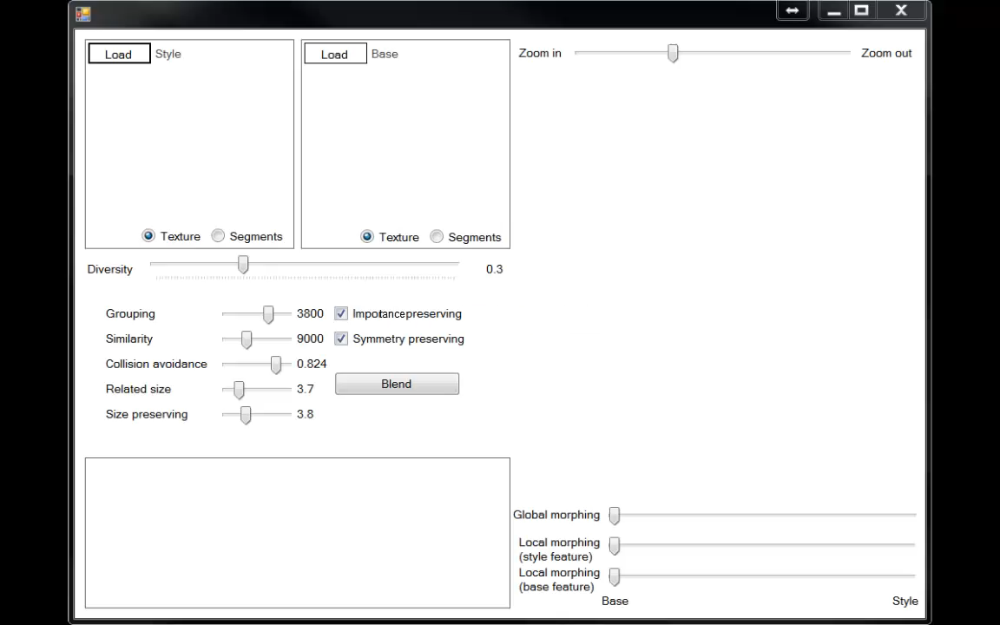 Load Style
Load Base
Zoom in Zoom out
Texture Segments
Texture Segments
Diversity 0.3
Grouping 3800 Impotancepreserving
Similarity 9000 Symmetry preserving
Collision avoidance 0.824
Related size 3.7
Blend
Size preserving 3.8
Global morphing
Local morphing
(style feature)
Local morphing
(base feature)
Base Style